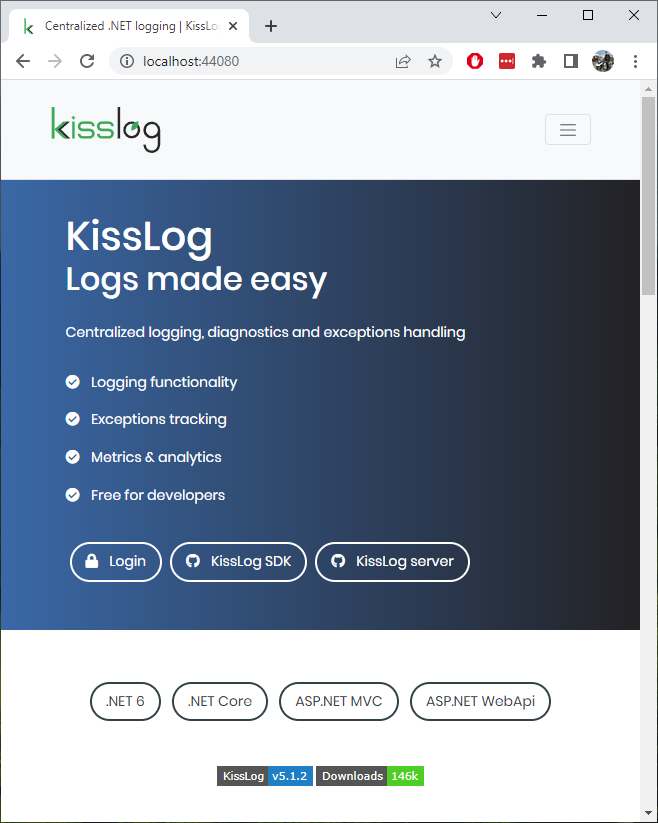 Centralized .NET logging | KissLo
localhost:44080
kisslog
KissLog
Logs made easy
Centralized logging, diagnostics and exceptions handling
Logging functionality
Exceptions tracking
Metrics & analytics
Free for developers
Login KissLog SDK KissLog server
.NET 6 .NET Core ASP.NET MVC ASP.NET WebApi
KissLog v5.1.2 Downloads 146k